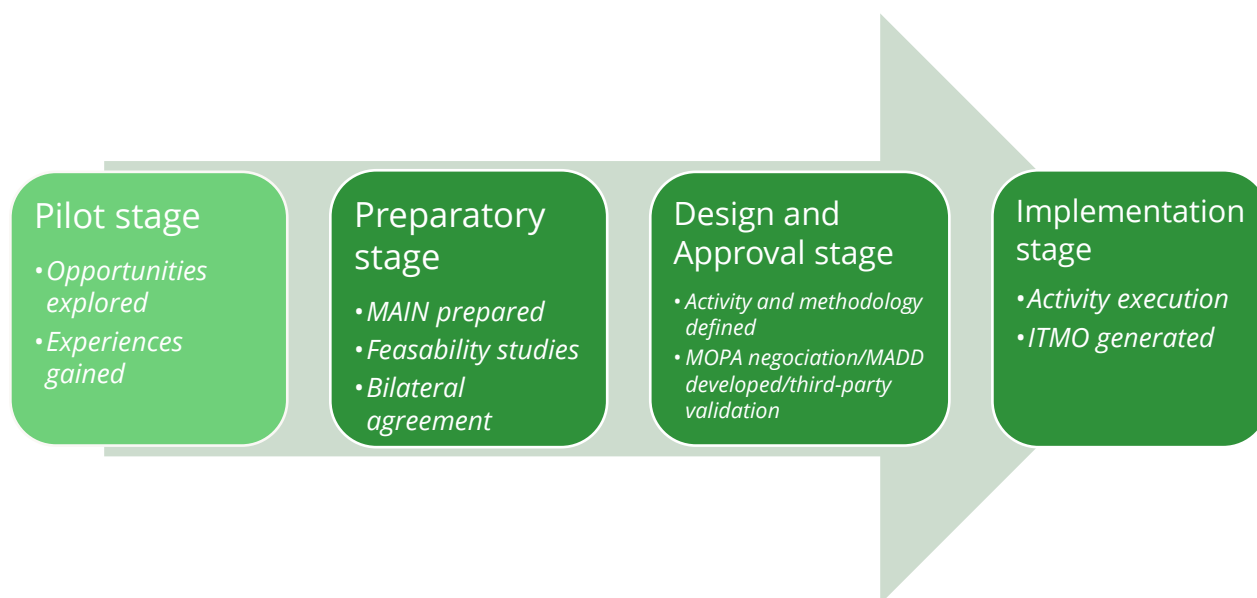 Pilot stage
•Opportunities
explored
•Experiences
gained
Preparatory
stage
•MAIN prepared
•Feasability studies
•Bilateral
agreement
Design and
Approval stage
•Activity and methodology
defined
•MOPA negociation/MADD
developed/third-party
validation
Implementation
stage
•Activity execution
•ITMO generated